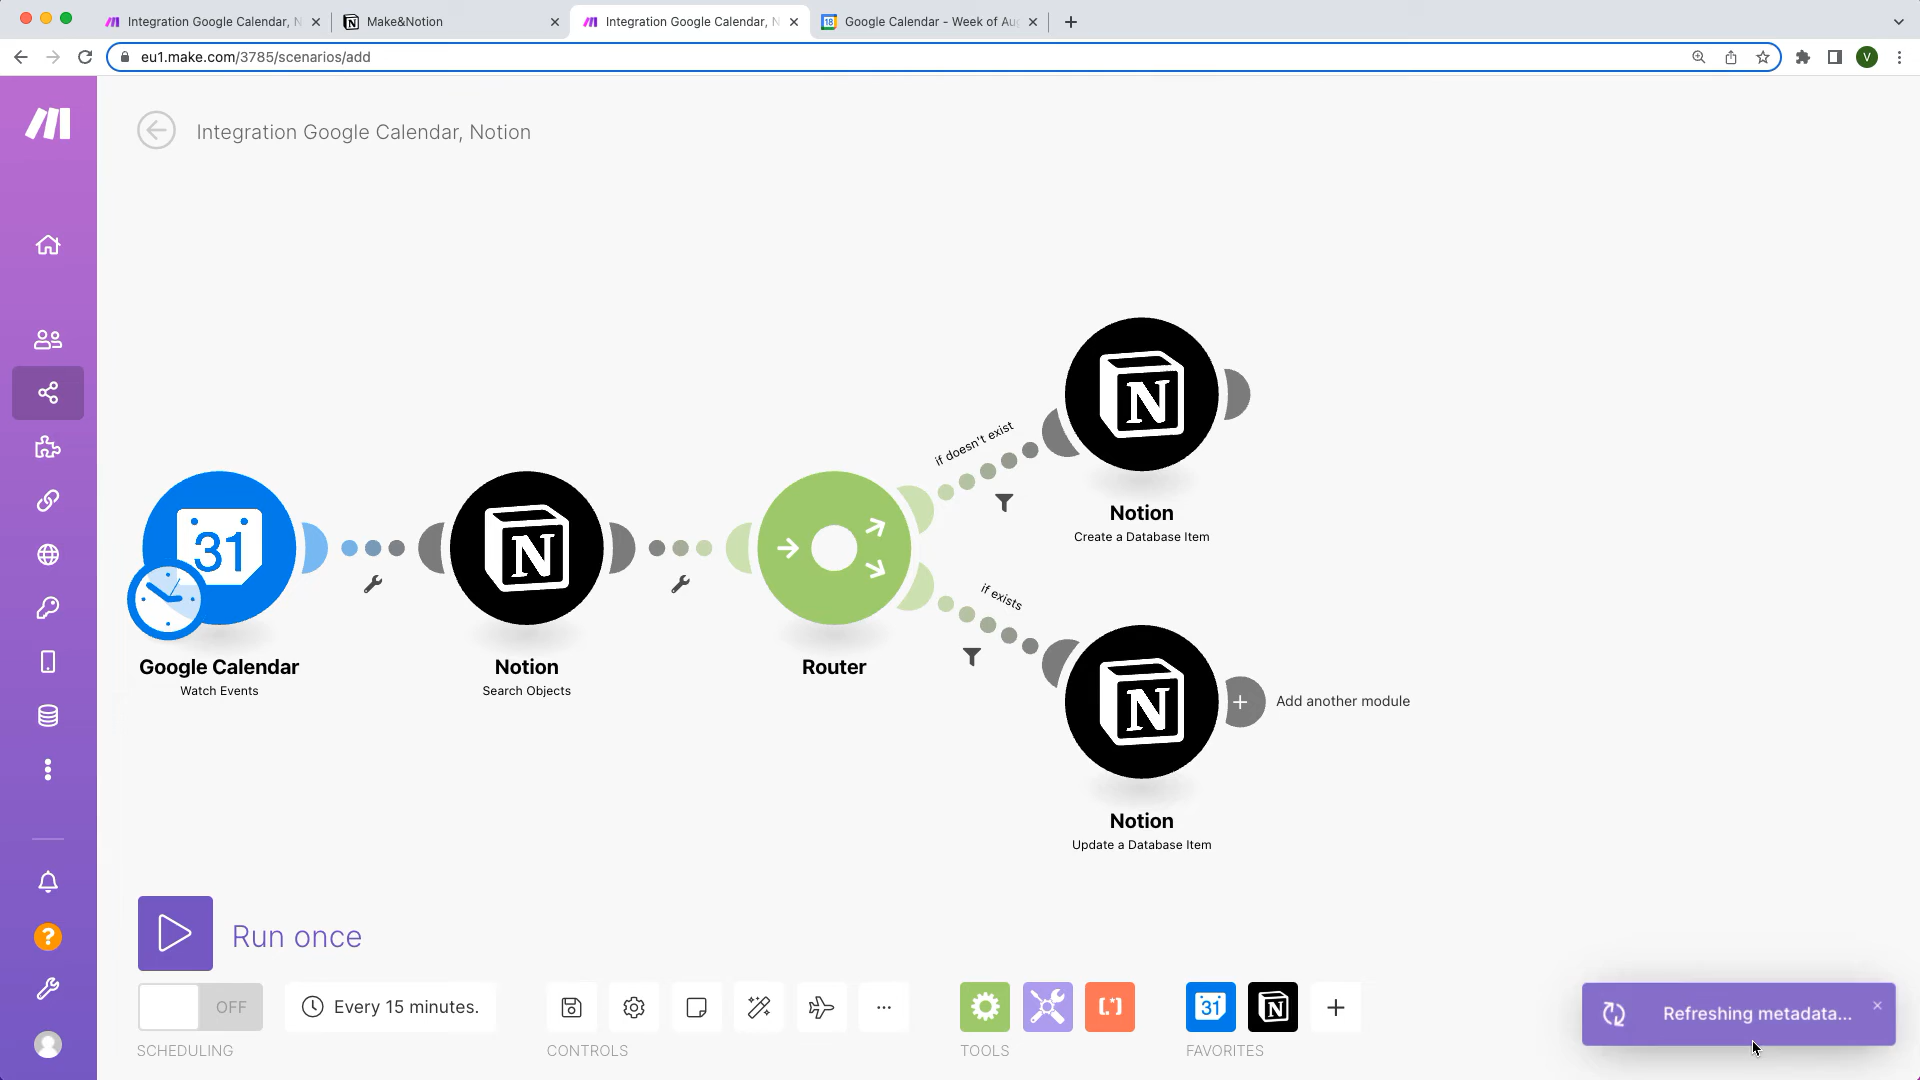 Integration Google Calendar, N
Make&Notion
Integration Google Calendar, N
Google Calendar - Week of Au
eu1.make.com/3785/scenarios/add
V
Integration Google Calendar, Notion
if doesn't exist
Notion
Create a Database Item
31
Google Calendar
Watch Events
Notion
Search Objects
Router
if exists
Add another module
Notion
Update a Database Item
Run once
OFF
Every 15 minutes.
31
Refreshing metadata...
SCHEDULING
CONTROLS
TOOLS
FAVORITES